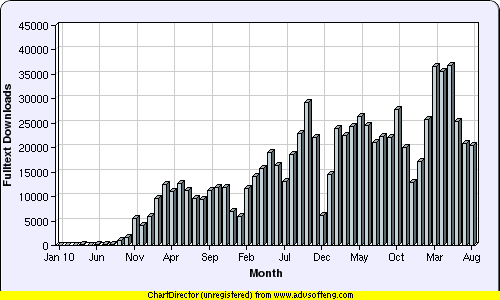 45000
40000
35000
30000
25000
20000
15000
10000
5000
0
Fulltext Downloads
Jan 10 Jun Nov Apr Sep Feb Jul Dec May Oct Mar Aug
Month
ChartDirector (unregistered) from www.advsofteng.com